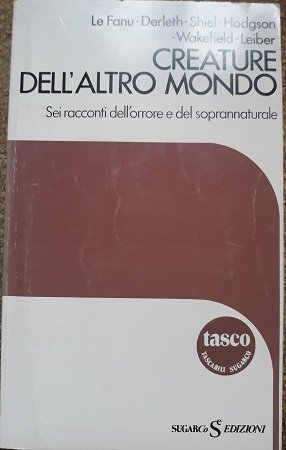 Le Fanu-Derleth-Shiel-Hodgson
-Wakefield-Leiber
CREATURE
DELL'ALTRO MONDO
Sei racconti dell'orrore e del soprannaturale
tasco
TASCABILI SUGARCO
SUGARCo Se EDIZIONI